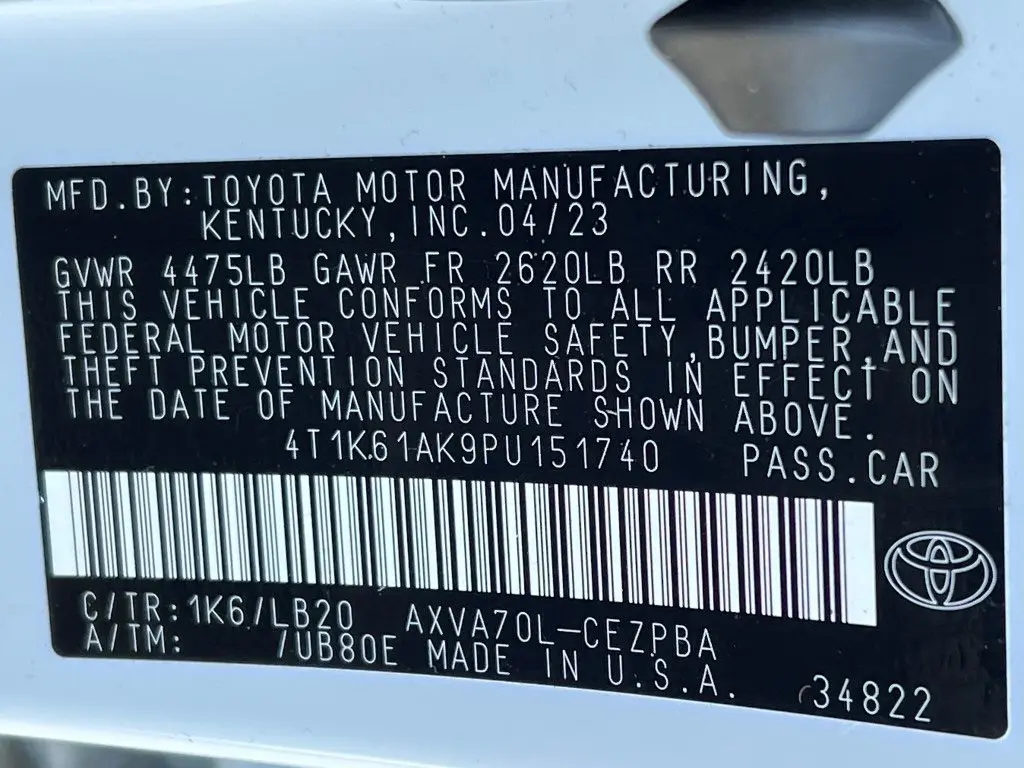 MFD.BY:TOYOTA MOTOR MANUFACTURING,
KENTUCKY,INC.04/23
GVWR 4475LB GAWR FR 2620LB RR 2420LB
THIS VEHICLE CONFORMS TO ALL APPLICABLE
FEDERAL MOTOR VEHICLE SAFETY,BUMPER,AND
THEFT PREVENTION STANDARDS IN EFFECT ON
THE DATE OF MANUFACTURE SHOWN ABOVE.
4T1K61AK9PU151740 PASS.CAR
C/TR:1K6/LB20 AXVA70L-CEZPBA
A/TM: /UB80E MADE IN U.S.A.
34822